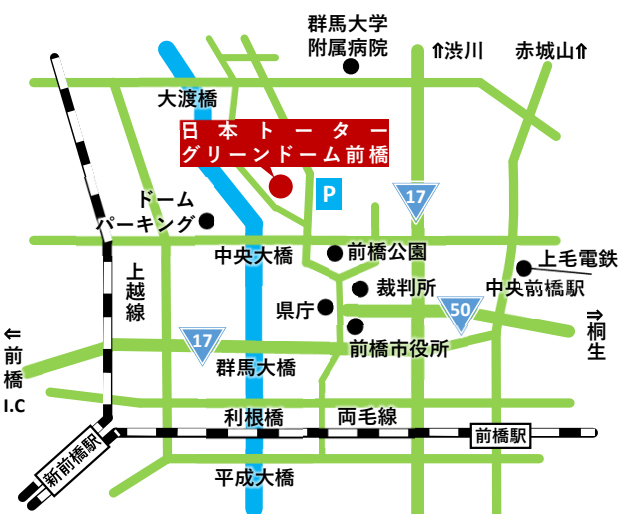 群馬大学
附属病院
⇑渋川
赤城山⇑
大渡橋
日本トーター
グリーンドーム前橋
P
17
ドーム
パーキング
中央大橋
前橋公園
上毛電鉄
中央前橋駅
上越線
裁判所
県庁
50
⇒桐生
17
前橋市役所
⇐前橋
I.C
群馬大橋
利根橋
両毛線
前橋駅
新前橋駅
平成大橋